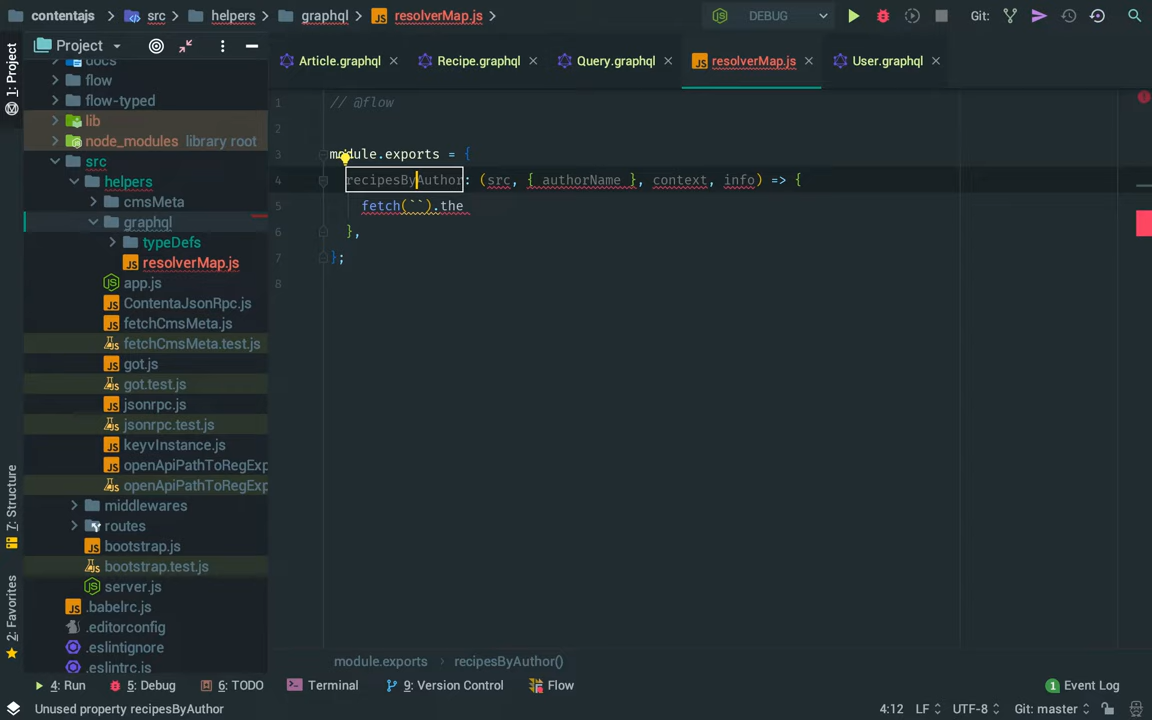 contentajs
src
helpers
graphql
resolverMap.js
DEBUG
Git:
Project
Article.graphql
Recipe.graphql
Query.graphql
resolverMap.js
User.graphql
1: Project
docs
flow
flow-typed
lib
node_modules library root
src
helpers
cmsMeta
graphql
typeDefs
resolverMap.js
app.js
ContentaJsonRpc.js
fetchCmsMeta.js
fetchCmsMeta.test.js
got.js
got.test.js
jsonrpc.js
jsonrpc.test.js
keyvInstance.js
openApiPathToRegExp
openApiPathToRegExp
middlewares
routes
bootstrap.js
bootstrap.test.js
server.js
.babelrc.js
.editorconfig
.eslintignore
.eslintrc.js
7: Structure
2: Favorites
1 // @flow
2
3 module.exports = {
4 recipesByAuthor: (src, { authorName }, context, info) => {
5 fetch(``).the
6 },
7 };
8
module.exports › recipesByAuthor()
4: Run
5: Debug
6: TODO
Terminal
9: Version Control
Flow
1 Event Log
Unused property recipesByAuthor
4:12 LF UTF-8 Git: master